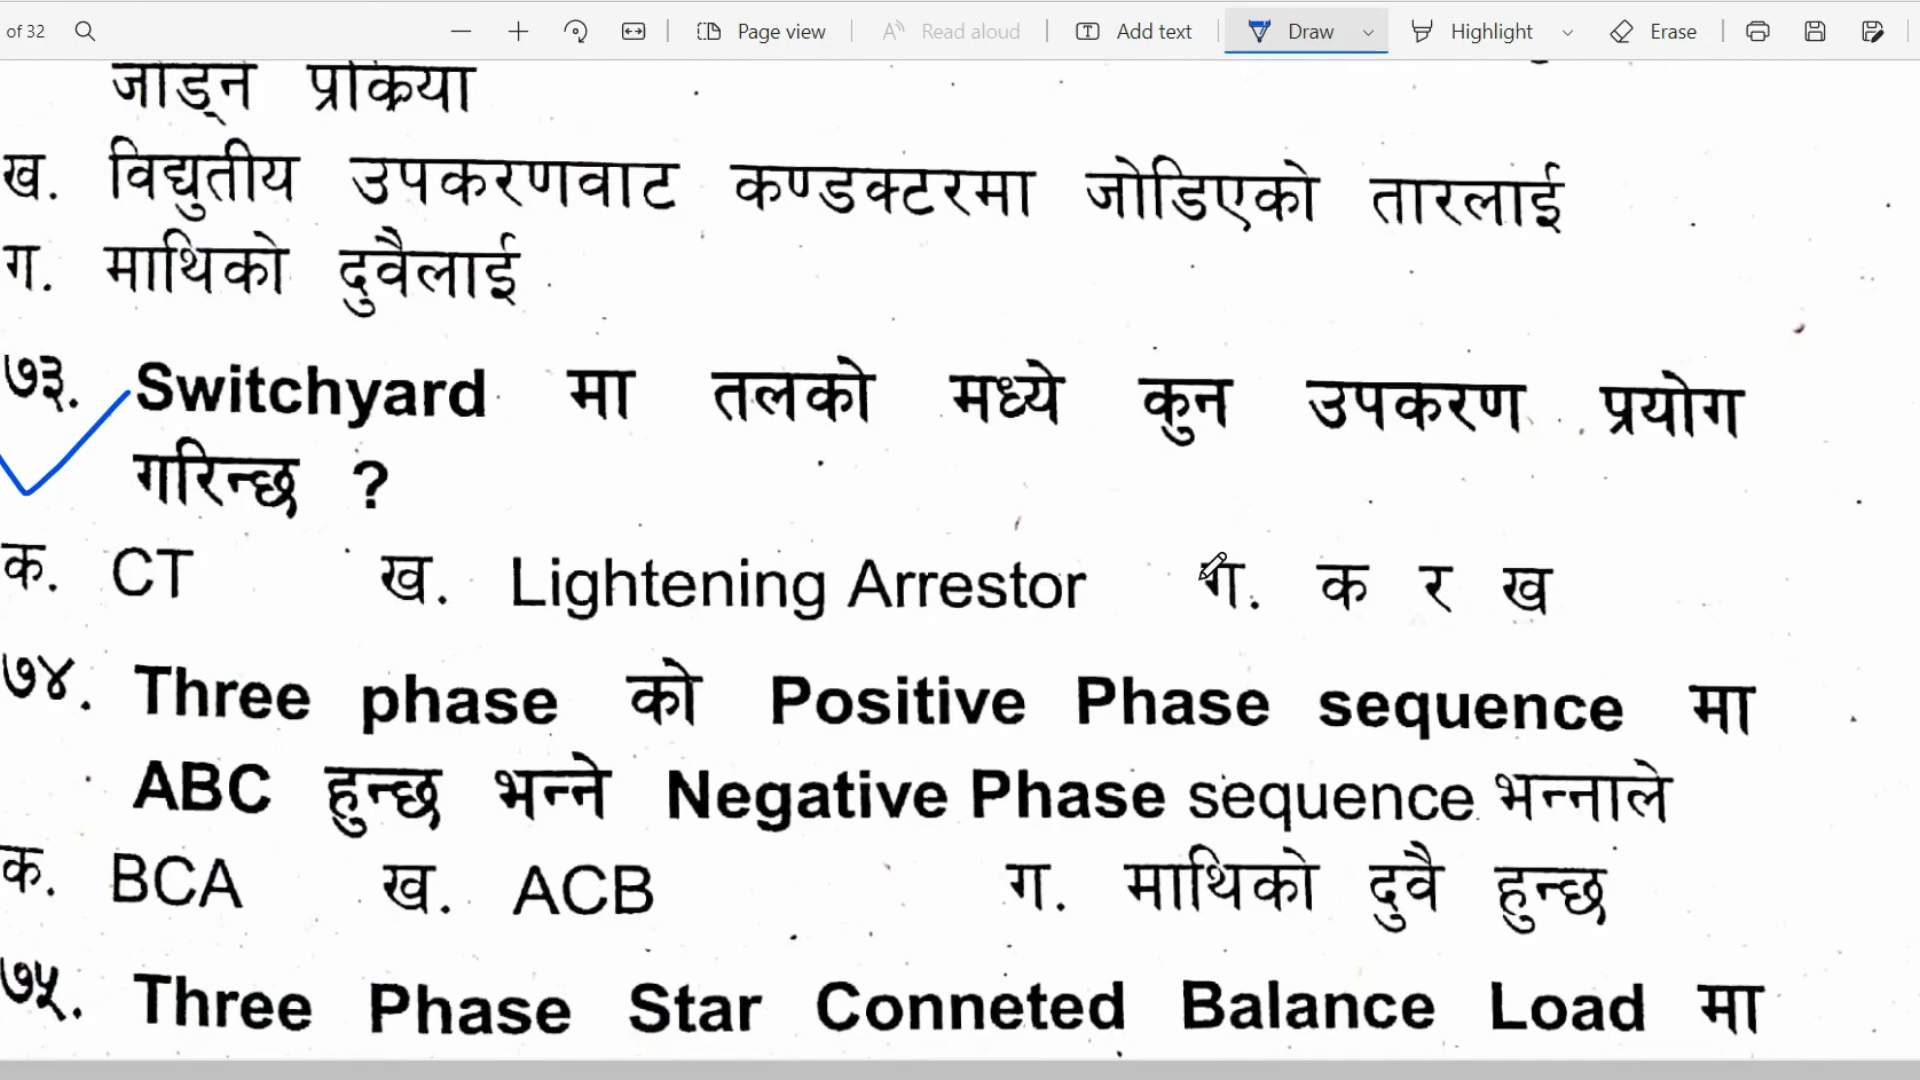 of 32 Page view Read aloud Add text Draw Highlight Erase
जोड्न प्रक्रिया
ख. विद्युतीय उपकरणवाट कण्डक्टरमा जोडिएको तारलाई
ग. माथिको दुवैलाई
७३. Switchyard मा तलको मध्ये कुन उपकरण प्रयोग
गरिन्छ ?
क. CT ख. Lightening Arrestor ग. क र ख
७४. Three phase को Positive Phase sequence मा
ABC हुन्छ भन्ने Negative Phase sequence भन्नाले
क. BCA ख. ACB ग. माथिको दुवै हुन्छ
७५. Three Phase Star Conneted Balance Load मा